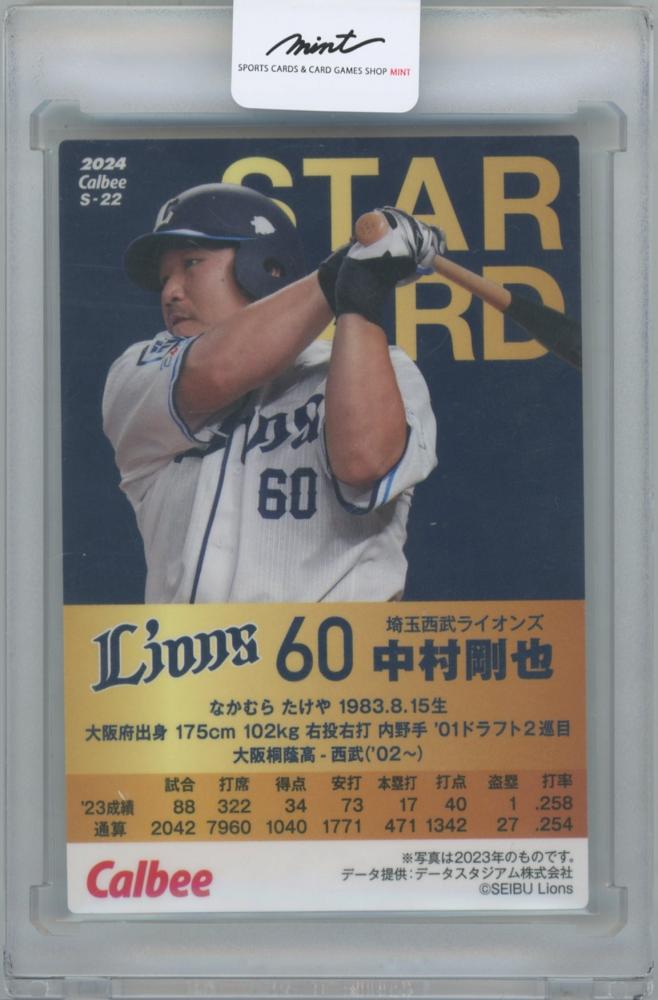 mint
SPORTS CARDS & CARD GAMES SHOP MINT
2024
Calbee
S-22
STAR
RD
L
60
Lions 60 埼玉西武ライオンズ
中村剛也
なかむら たけや 1983.8.15生
大阪府出身 175cm 102kg 右投右打 内野手 '01ドラフト2巡目
大阪桐蔭高-西武('02～)
試合 打席 得点 安打 本塁打 打点 盗塁 打率
'23成績 88 322 34 73 17 40 1 .258
通算 2042 7960 1040 1771 471 1342 27 .254
※写真は2023年のものです。
データ提供:データスタジアム株式会社
Calbee
©SEIBU Lions